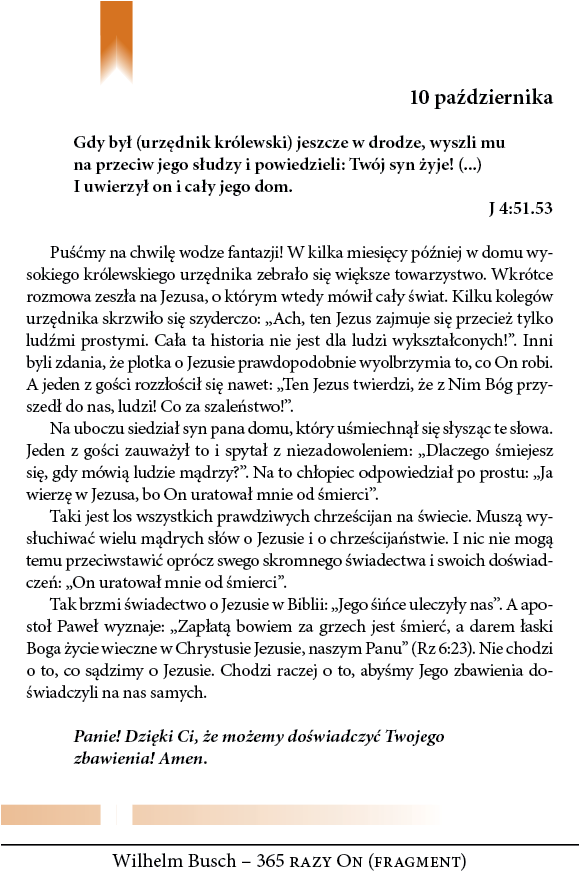 10 października
Gdy był (urzędnik królewski) jeszcze w drodze, wyszli mu
na przeciw jego słudzy i powiedzieli: Twój syn żyje! (...)
I uwierzył on i cały jego dom.
J 4:51.53
Puśćmy na chwilę wodze fantazji! W kilka miesięcy później w domu wy-
sokiego królewskiego urzędnika zebrało się większe towarzystwo. Wkrótce
rozmowa zeszła na Jezusa, o którym wtedy mówił cały świat. Kilku kolegów
urzędnika skrzwiło się szyderczo: „Ach, ten Jezus zajmuje się przecież tylko
ludźmi prostymi. Cała ta historia nie jest dla ludzi wykształconych!”. Inni
byli zdania, że plotka o Jezusie prawdopodobnie wyolbrzymia to, co On robi.
A jeden z gości rozzłościł się nawet: „Ten Jezus twierdzi, że z Nim Bóg przy-
szedł do nas, ludzi! Co za szaleństwo!”.
Na uboczu siedział syn pana domu, który uśmiechnął się słysząc te słowa.
Jeden z gości zauważył to i spytał z niezadowoleniem: „Dlaczego śmiejesz
się, gdy mówią ludzie mądrzy?”. Na to chłopiec odpowiedział po prostu: „Ja
wierzę w Jezusa, bo On uratował mnie od śmierci”.
Taki jest los wszystkich prawdziwych chrześcijan na świecie. Muszą wy-
słuchiwać wielu mądrych słów o Jezusie i o chrześcijaństwie. I nic nie mogą
temu przeciwstawić oprócz swego skromnego świadectwa i swoich doświad-
czeń: „On uratował mnie od śmierci”.
Tak brzmi świadectwo o Jezusie w Biblii: „Jego śińce uleczyły nas”. A apo-
stoł Paweł wyznaje: „Zapłatą bowiem za grzech jest śmierć, a darem łaski
Boga życie wieczne w Chrystusie Jezusie, naszym Panu” (Rz 6:23). Nie chodzi
o to, co sądzimy o Jezusie. Chodzi raczej o to, abyśmy Jego zbawienia do-
świadczyli na nas samych.
Panie! Dzięki Ci, że możemy doświadczyć Twojego
zbawienia! Amen.
Wilhelm Busch – 365 razy On (fragment)